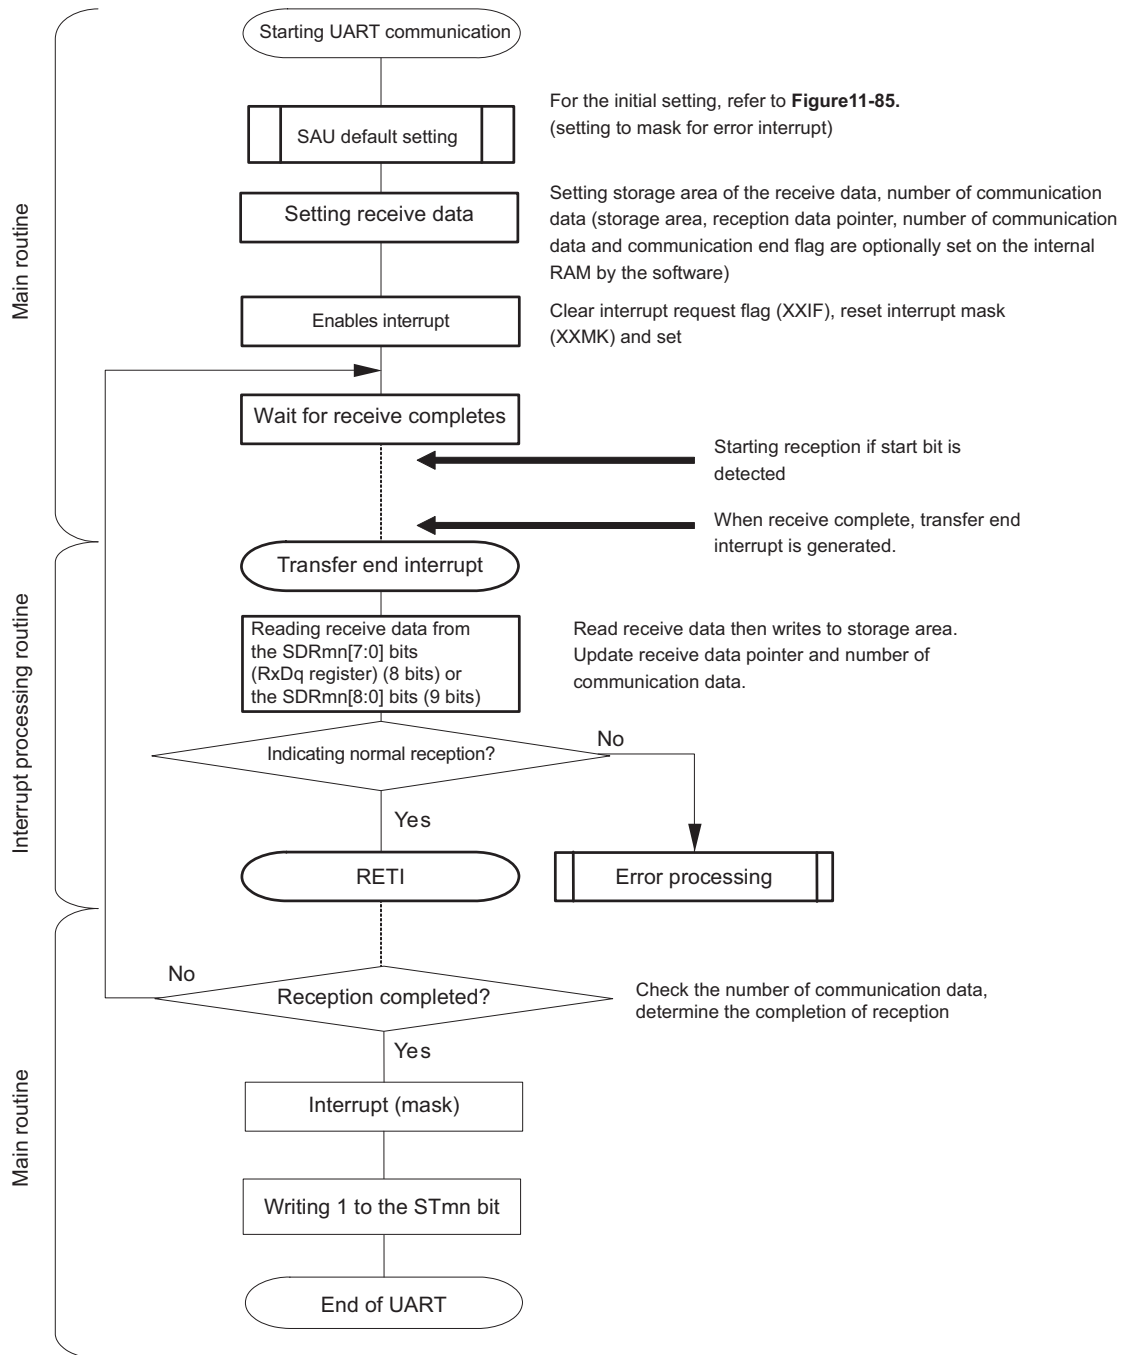 Starting UART communication
For the initial setting, refer to Figure11-85.
(setting to mask for error interrupt)
SAU default setting
Setting storage area of the receive data, number of communication
data (storage area, reception data pointer, number of communication
data and communication end flag are optionally set on the internal
RAM by the software)
Setting receive data
Main routine
Enables interrupt
Clear interrupt request flag (XXIF), reset interrupt mask
(XXMK) and set
Wait for receive completes
Starting reception if start bit is
detected
When receive complete, transfer end
interrupt is generated.
Transfer end interrupt
Reading receive data from
the SDRmn[7:0] bits
(RxDq register) (8 bits) or
the SDRmn[8:0] bits (9 bits)
Read receive data then writes to storage area.
Update receive data pointer and number of
communication data.
Interrupt processing routine
Indicating normal reception?
No
Yes
RETI
Error processing
No
Reception completed?
Check the number of communication data,
determine the completion of reception
Yes
Main routine
Interrupt (mask)
Writing 1 to the STmn bit
End of UART